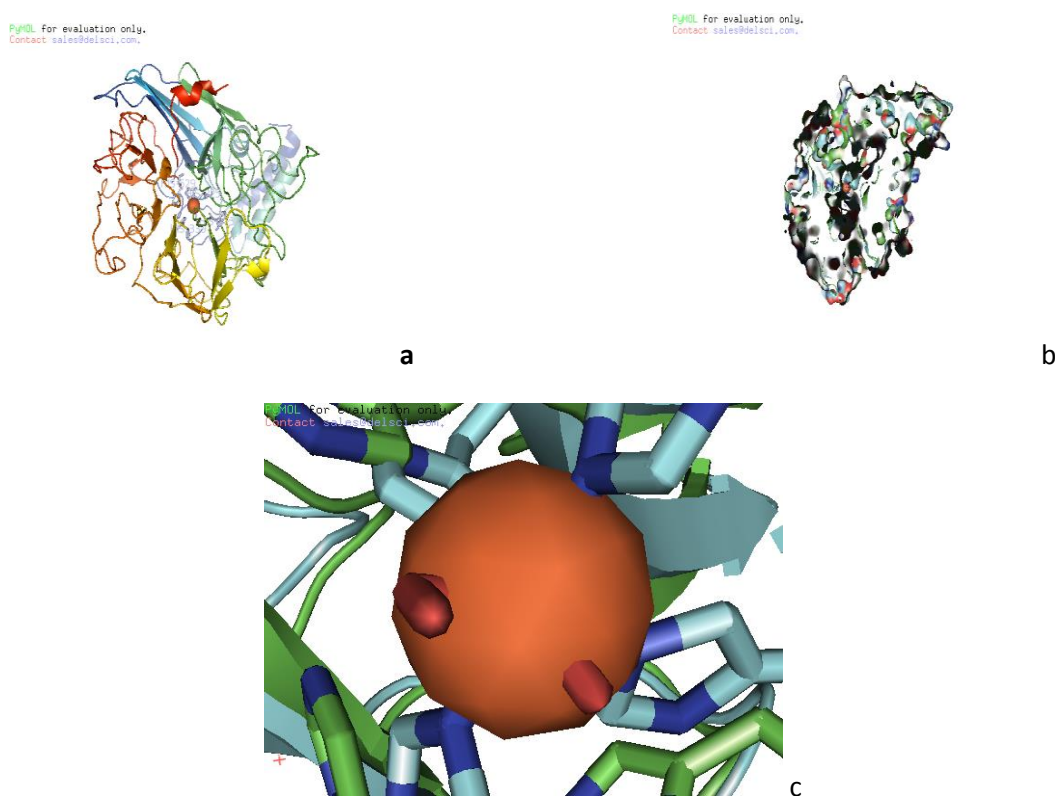 PyMOL for evaluation only.
Contact sales@delsci.com.
PyMOL for evaluation only.
Contact sales@delsci.com.
a
b
PyMOL for evaluation only.
Contact sales@delsci.com.
c